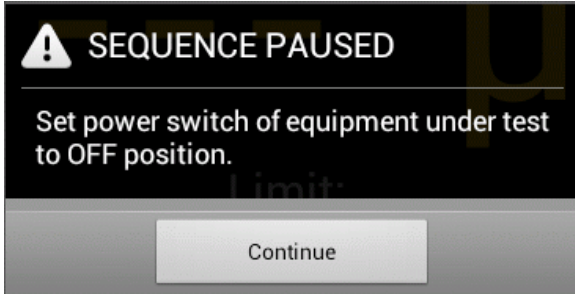 SEQUENCE PAUSED
Set power switch of equipment under test
to OFF position.
Limit:
Continue